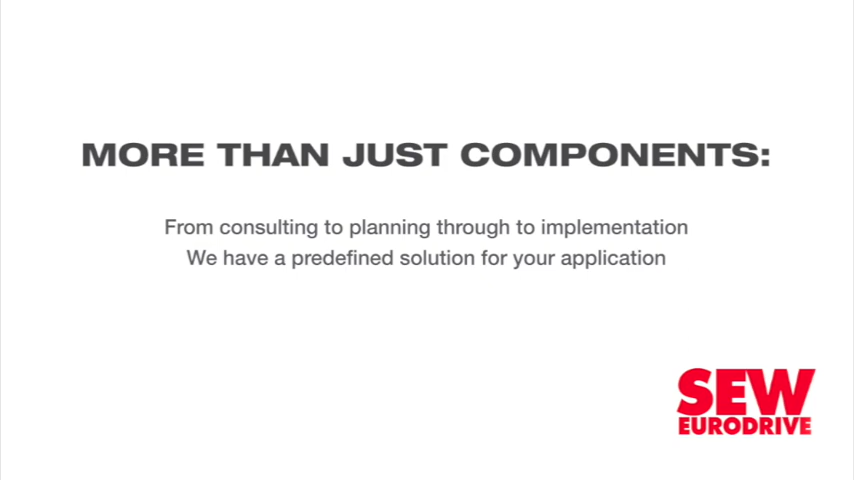 MORE THAN JUST COMPONENTS:
From consulting to planning through to implementation
We have a predefined solution for your application
SEW
EURODRIVE